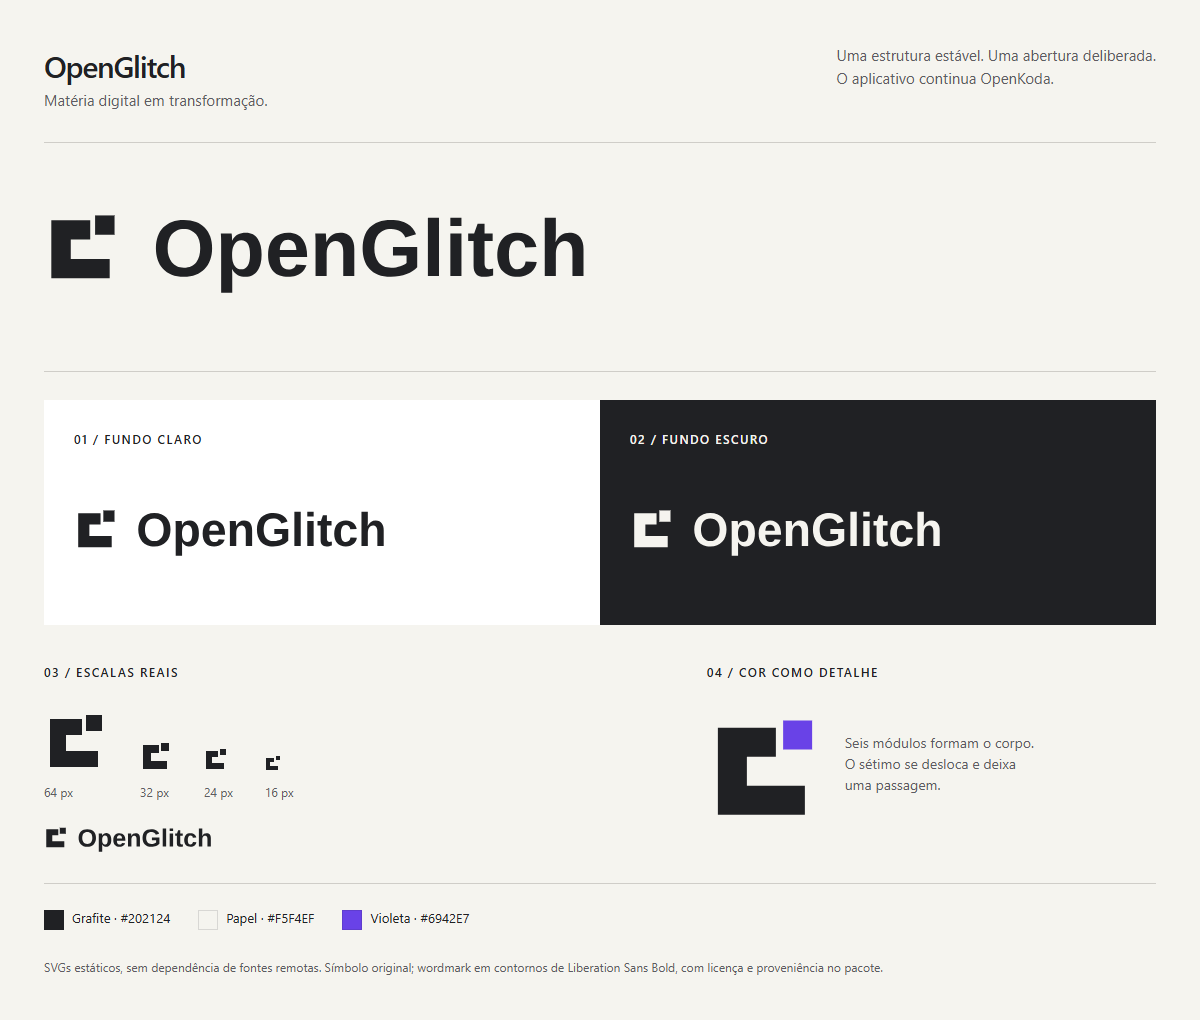 OpenGlitch
Matéria digital em transformação.
Uma estrutura estável. Uma abertura deliberada.
O aplicativo continua OpenKoda.
OpenGlitch
01 / FUNDO CLARO
OpenGlitch
02 / FUNDO ESCURO
OpenGlitch
03 / ESCALAS REAIS
64 px
32 px
24 px
16 px
OpenGlitch
04 / COR COMO DETALHE
Seis módulos formam o corpo.
O sétimo se desloca e deixa
uma passagem.
Grafite · #202124
Papel · #F5F4EF
Violeta · #6942E7
SVGs estáticos, sem dependência de fontes remotas. Símbolo original; wordmark em contornos de Liberation Sans Bold, com licença e proveniência no pacote.